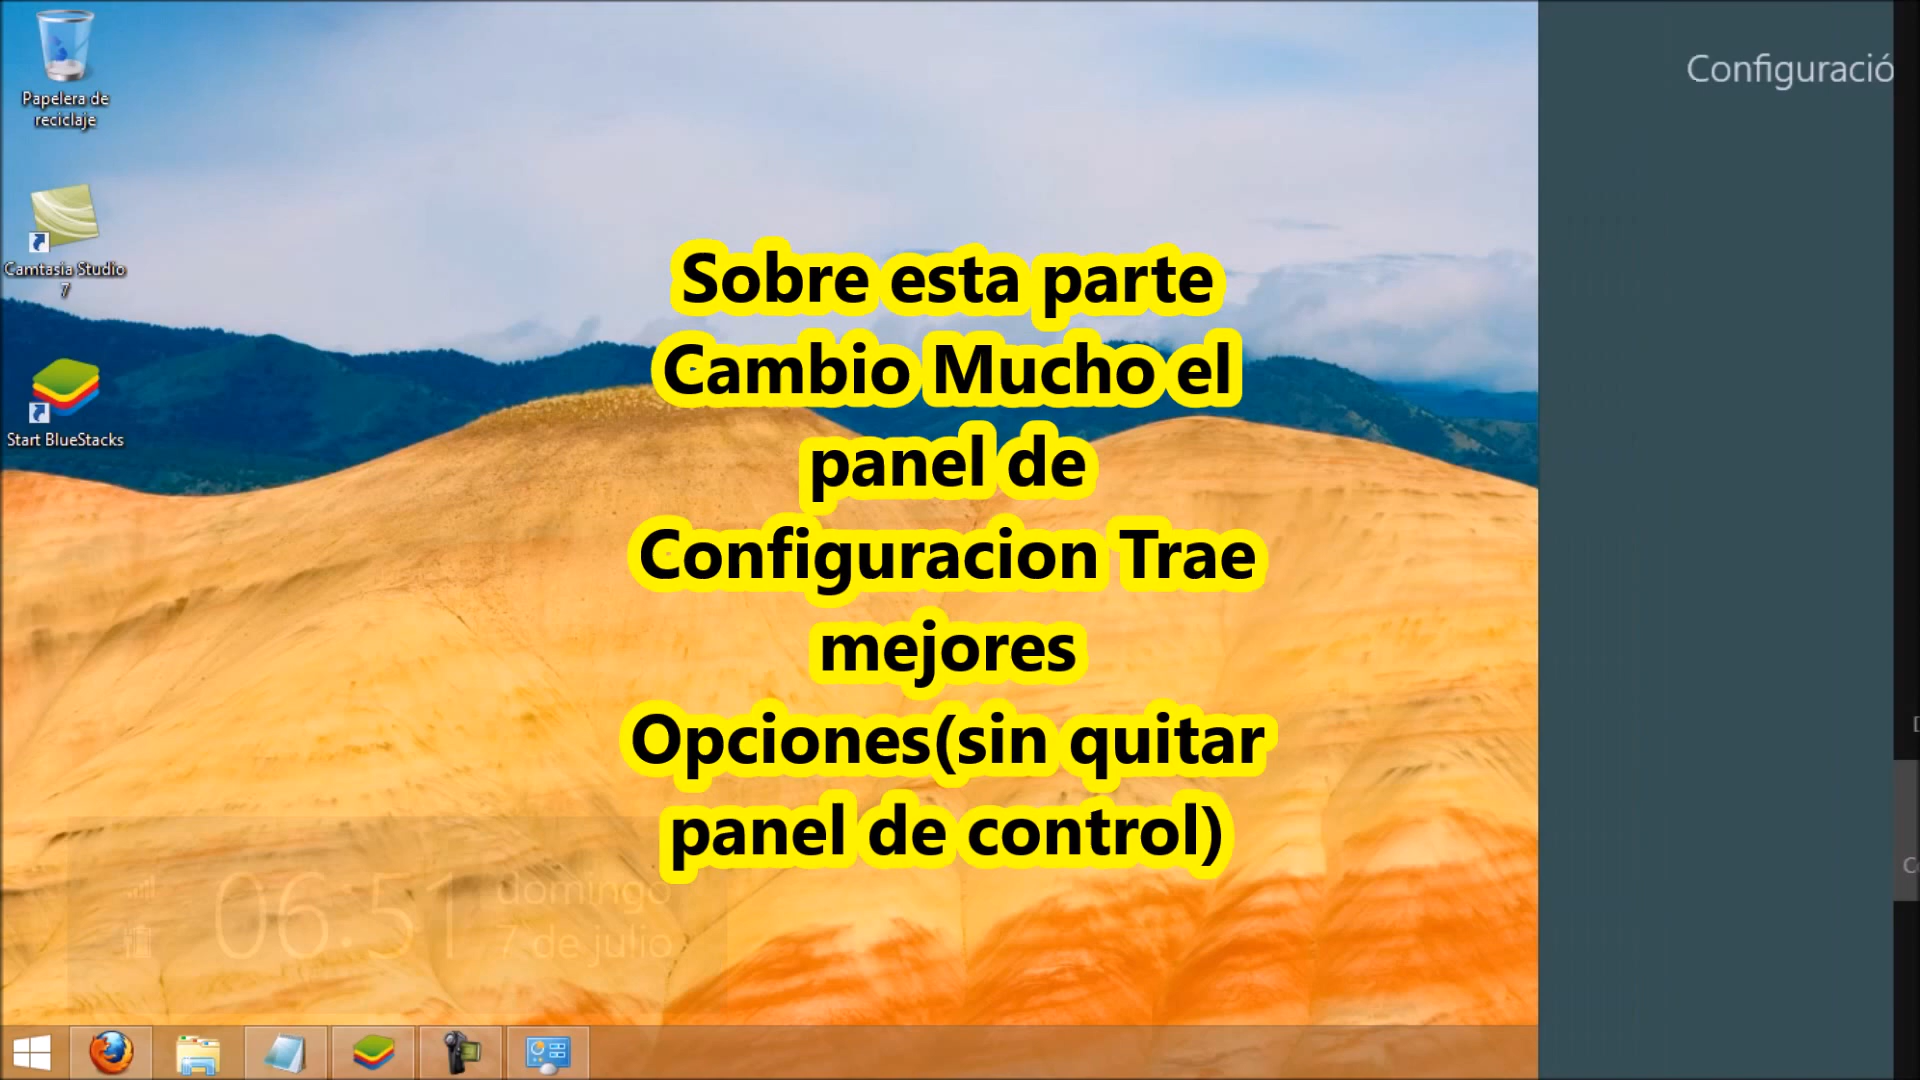 Papelera de
reciclaje
Camtasia Studio
7
Start BlueStacks
Configuració
Sobre esta parte
Cambio Mucho el
panel de
Configuracion Trae
mejores
Opciones(sin quitar
panel de control)
06:51
domingo
7 de julio